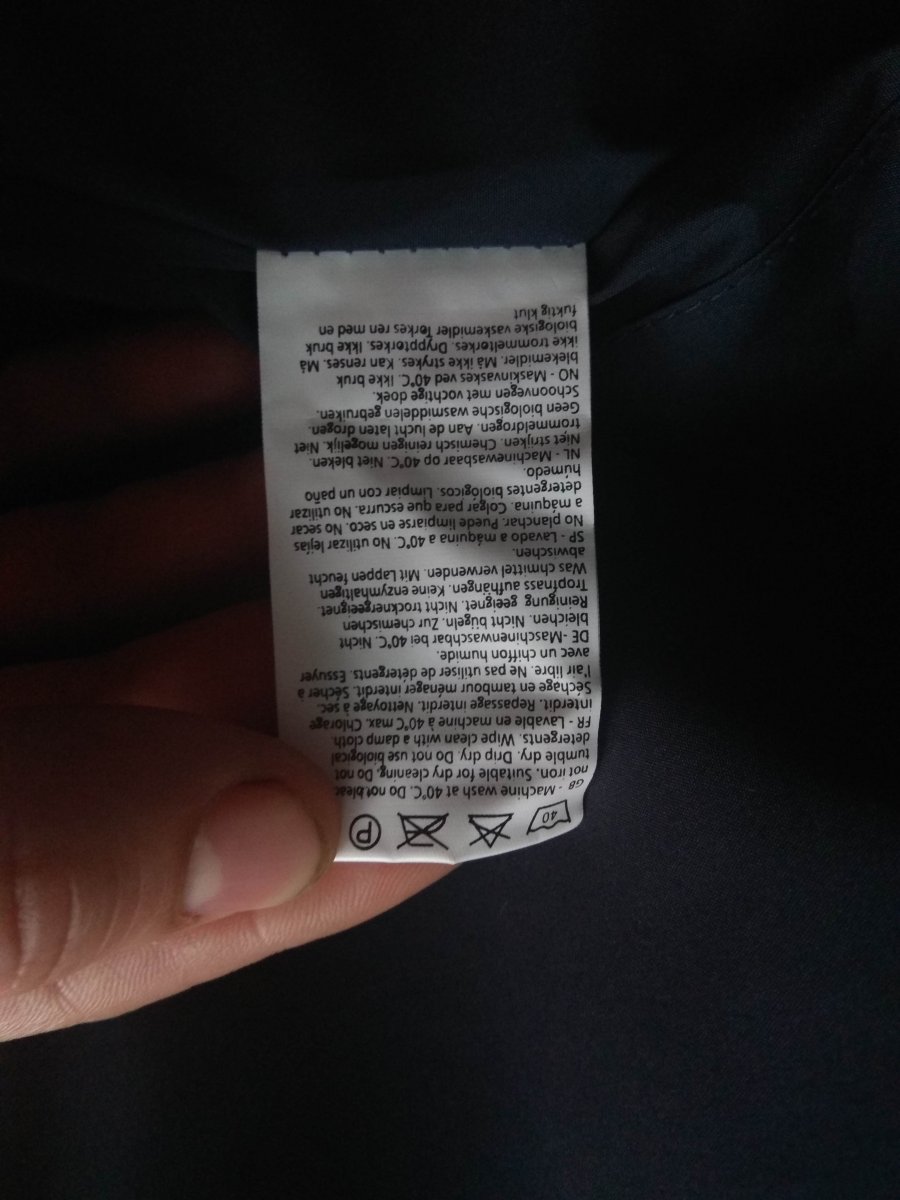 40
P
GB - Machine wash at 40°C. Do not bleac
not iron. Suitable for dry cleaning. Do not
tumble dry. Drip dry. Do not use biological
detergents. Wipe clean with a damp cloth.
FR - Lavable en machine à 40°C max. Chlorage
interdit. Repassage interdit. Nettoyage à sec.
Séchage en tambour ménager interdit. Sécher à
l'air libre. Ne pas utiliser de détergents. Essuyer
avec un chiffon humide.
DE - Maschinenwaschbar bei 40°C. Nicht
bleichen. Nicht bügeln. Zur chemischen
Reinigung geeignet. Nicht trocknergeeignet.
Tropfnass aufhängen. Keine enzymhaltigen
Was chmittel verwenden. Mit Lappen feucht
abwischen.
SP - Lavado a máquina a 40°C. No utilizar lejías
No planchar. Puede limpiarse en seco. No secar
a máquina. Colgar para que escurra. No utilizar
detergentes biológicos. Limpiar con un paño
húmedo.
NL - Machinewasbaar op 40°C. Niet bleken.
Niet strijken. Chemisch reinigen mogelijk. Niet
trommeldrogen. Aan de lucht laten drogen.
Geen biologische wasmiddelen gebruiken.
Schoonvegen met vochtige doek.
NO - Maskinvaskes ved 40°C. Ikke bruk
blekemidler. Må ikke strykes. Kan renses. Må
ikke trommeltørkes. Drypptørkes. Ikke bruk
biologiske vaskemidler Tørkes ren med en
fuktig klut